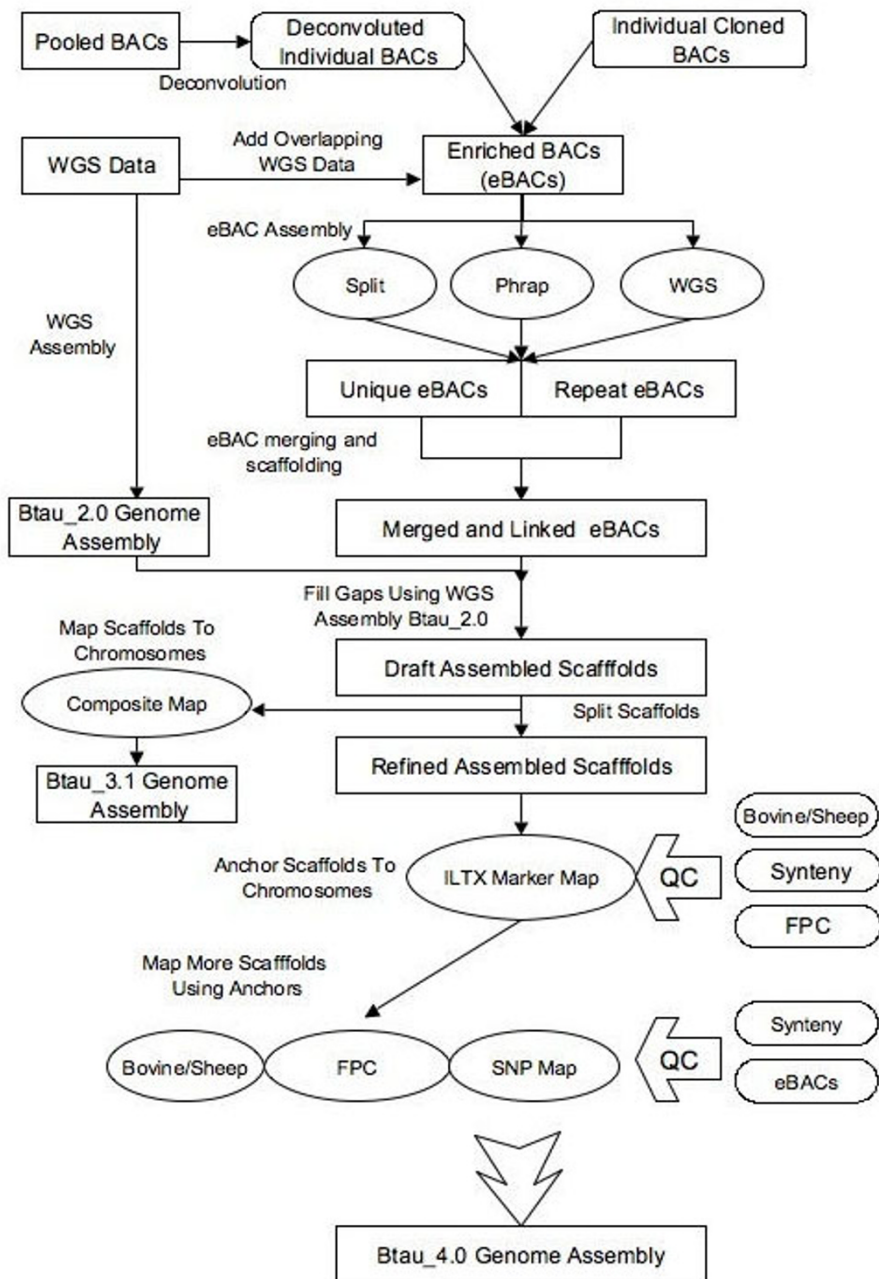 Pooled BACs
Deconvoluted
Individual BACs
Individual Cloned
BACs
Deconvolution
WGS Data
Add Overlapping
WGS Data
Enriched BACs
(eBACs)
eBAC Assembly
Split
Phrap
WGS
WGS
Assembly
Unique eBACs
Repeat eBACs
eBAC merging and
scaffolding
Btau_2.0 Genome
Assembly
Merged and Linked eBACs
Fill Gaps Using WGS
Assembly Btau_2.0
Map Scaffolds To
Chromosomes
Draft Assembled Scafffolds
Composite Map
Split Scaffolds
Btau_3.1 Genome
Assembly
Refined Assembled Scafffolds
Anchor Scaffolds To
Chromosomes
ILTX Marker Map
QC
Bovine/Sheep
Synteny
FPC
Map More Scafffolds
Using Anchors
Bovine/Sheep
FPC
SNP Map
QC
Synteny
eBACs
Btau_4.0 Genome Assembly